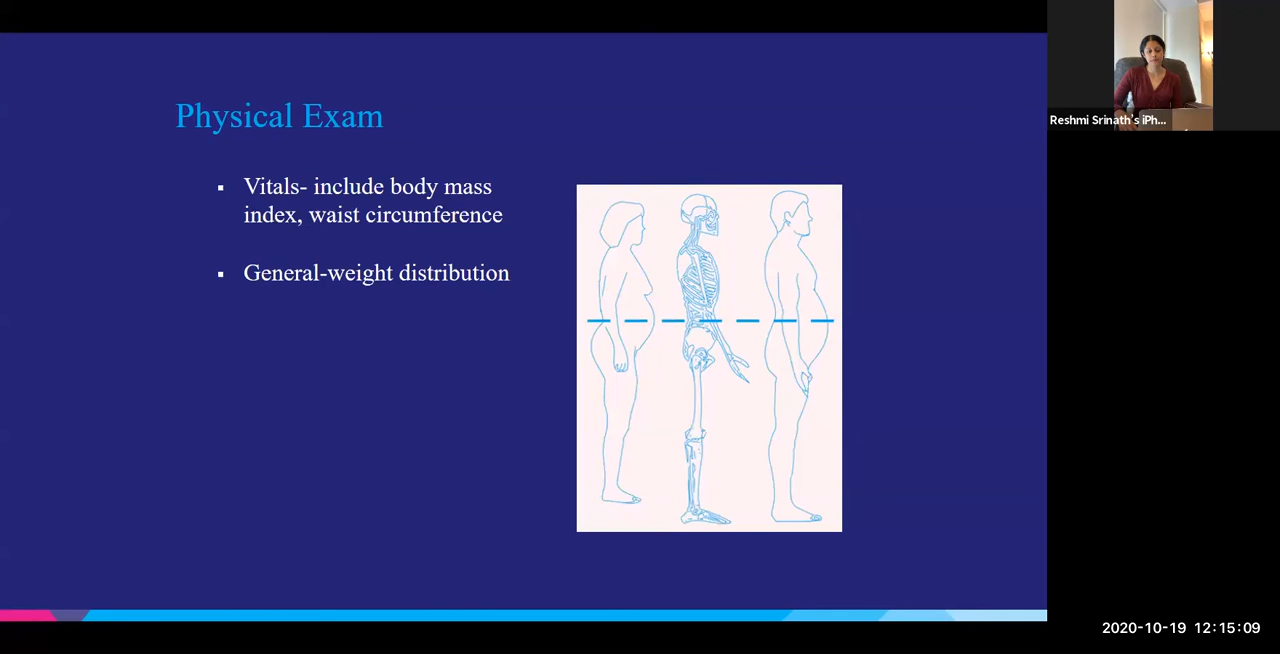 Physical Exam
▪ Vitals- include body mass
index, waist circumference
▪ General-weight distribution
Reshmi Srinath's iPh...
2020-10-19 12:15:09